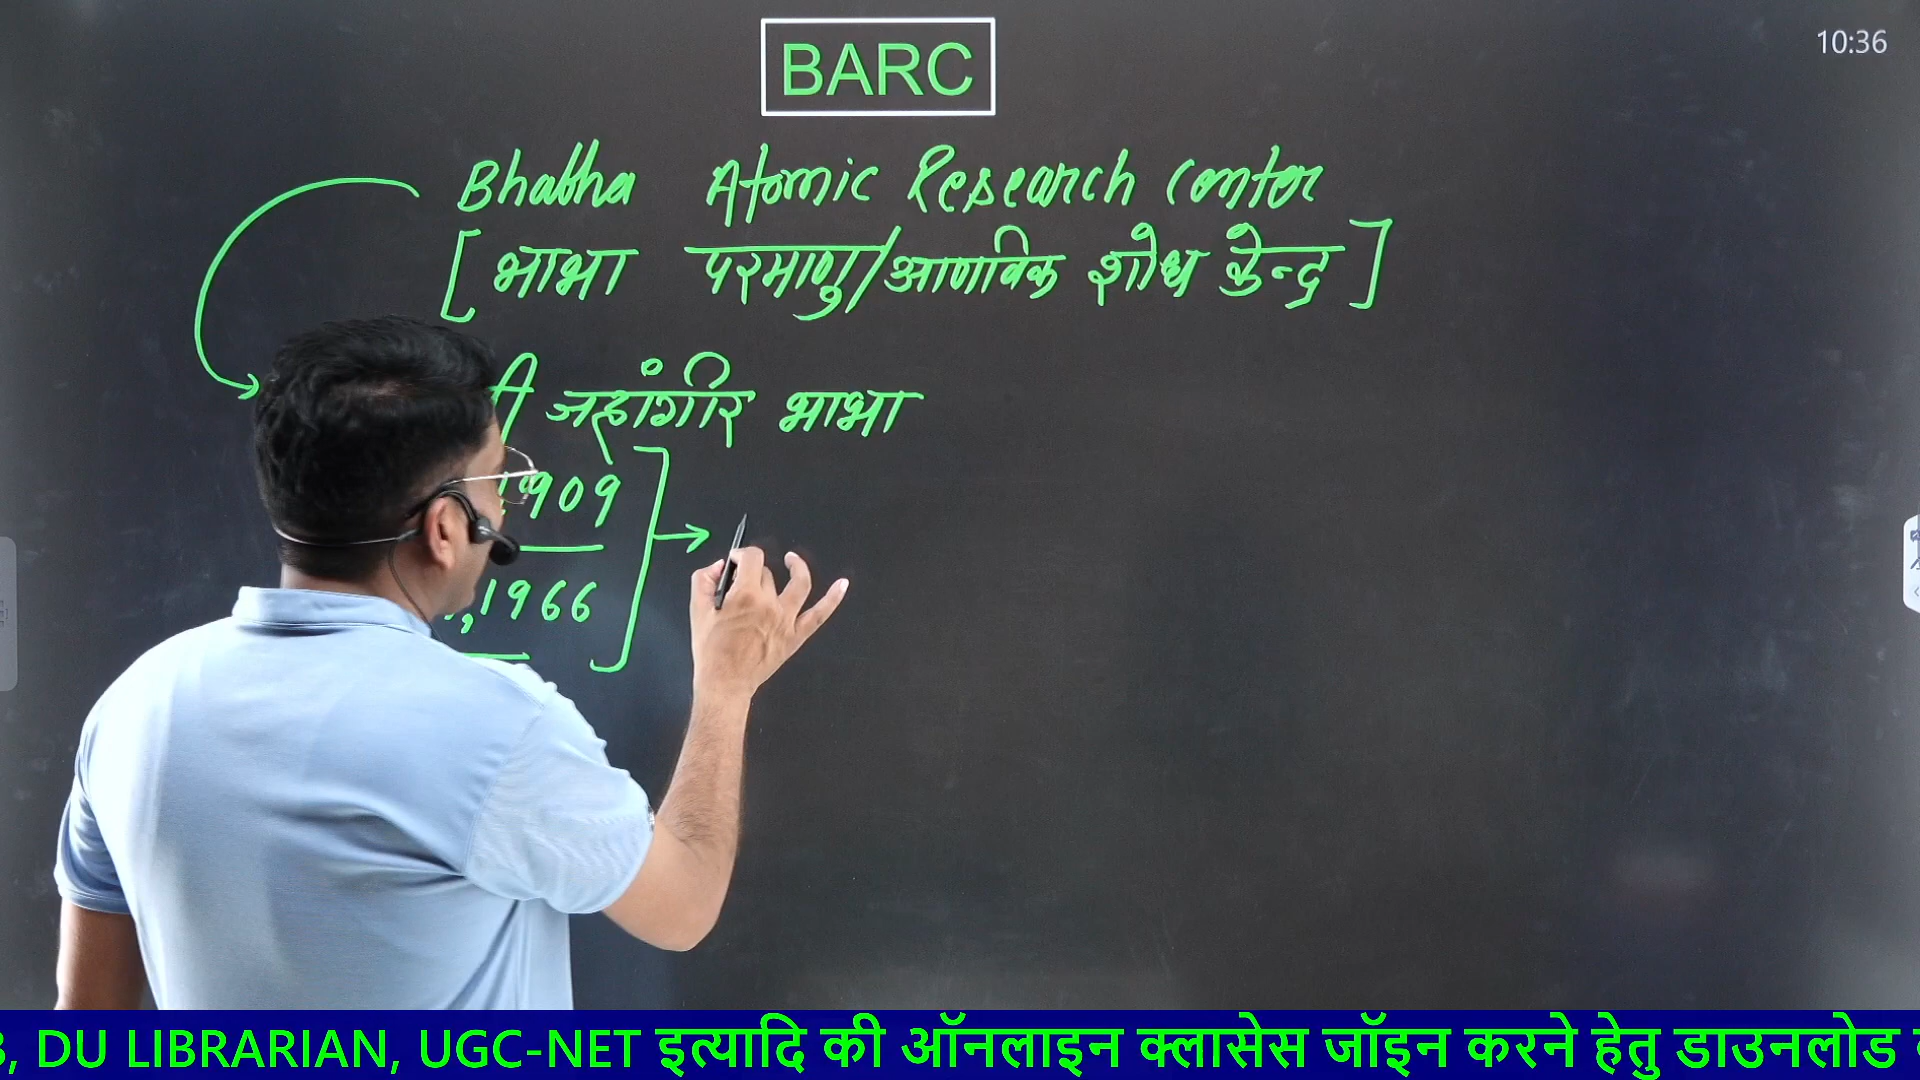 BARC
10:36
Bhabha Atomic Research Center
[भाभा परमाणु/आणविक शोध केन्द्र]
जहांगीर भाभा
1909
,1966
, DU LIBRARIAN, UGC-NET इत्यादि की ऑनलाइन क्लासेस जॉइन करने हेतु डाउनलोड